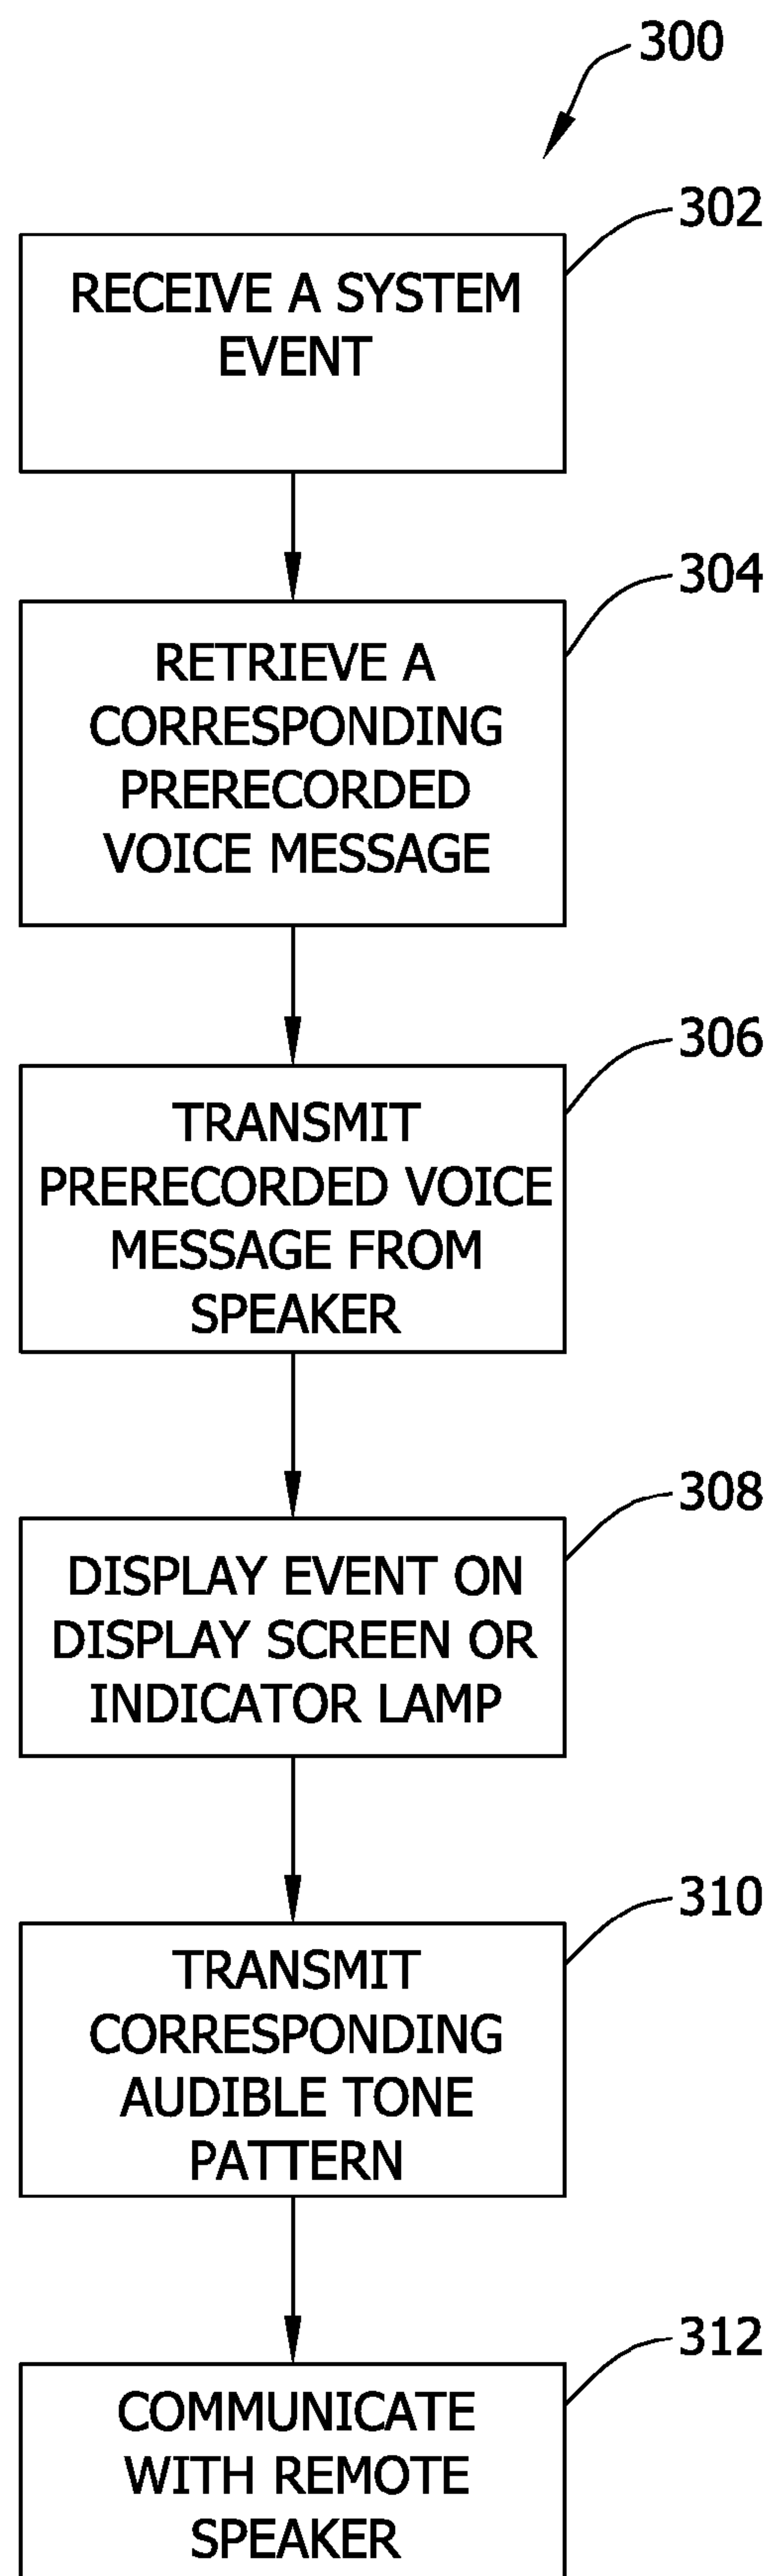 300
302
RECEIVE A SYSTEM
EVENT
304
RETRIEVE A
CORRESPONDING
PRERECORDED
VOICE MESSAGE
306
TRANSMIT
PRERECORDED VOICE
MESSAGE FROM
SPEAKER
308
DISPLAY EVENT ON
DISPLAY SCREEN OR
INDICATOR LAMP
310
TRANSMIT
CORRESPONDING
AUDIBLE TONE
PATTERN
312
COMMUNICATE
WITH REMOTE
SPEAKER